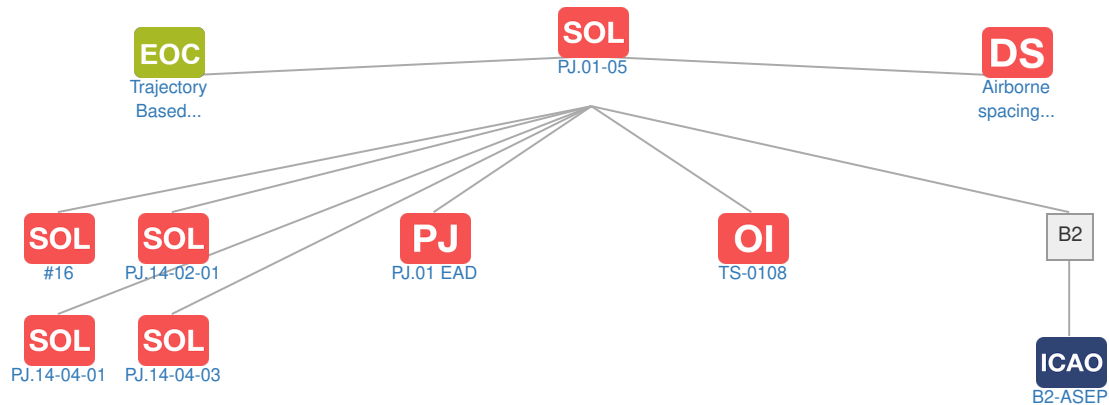 SOL
PJ.01-05
EOC
Trajectory
Based...
DS
Airborne
spacing...
SOL
#16
SOL
PJ.14-02-01
PJ
PJ.01 EAD
OI
TS-0108
B2
SOL
PJ.14-04-01
SOL
PJ.14-04-03
ICAO
B2-ASEP